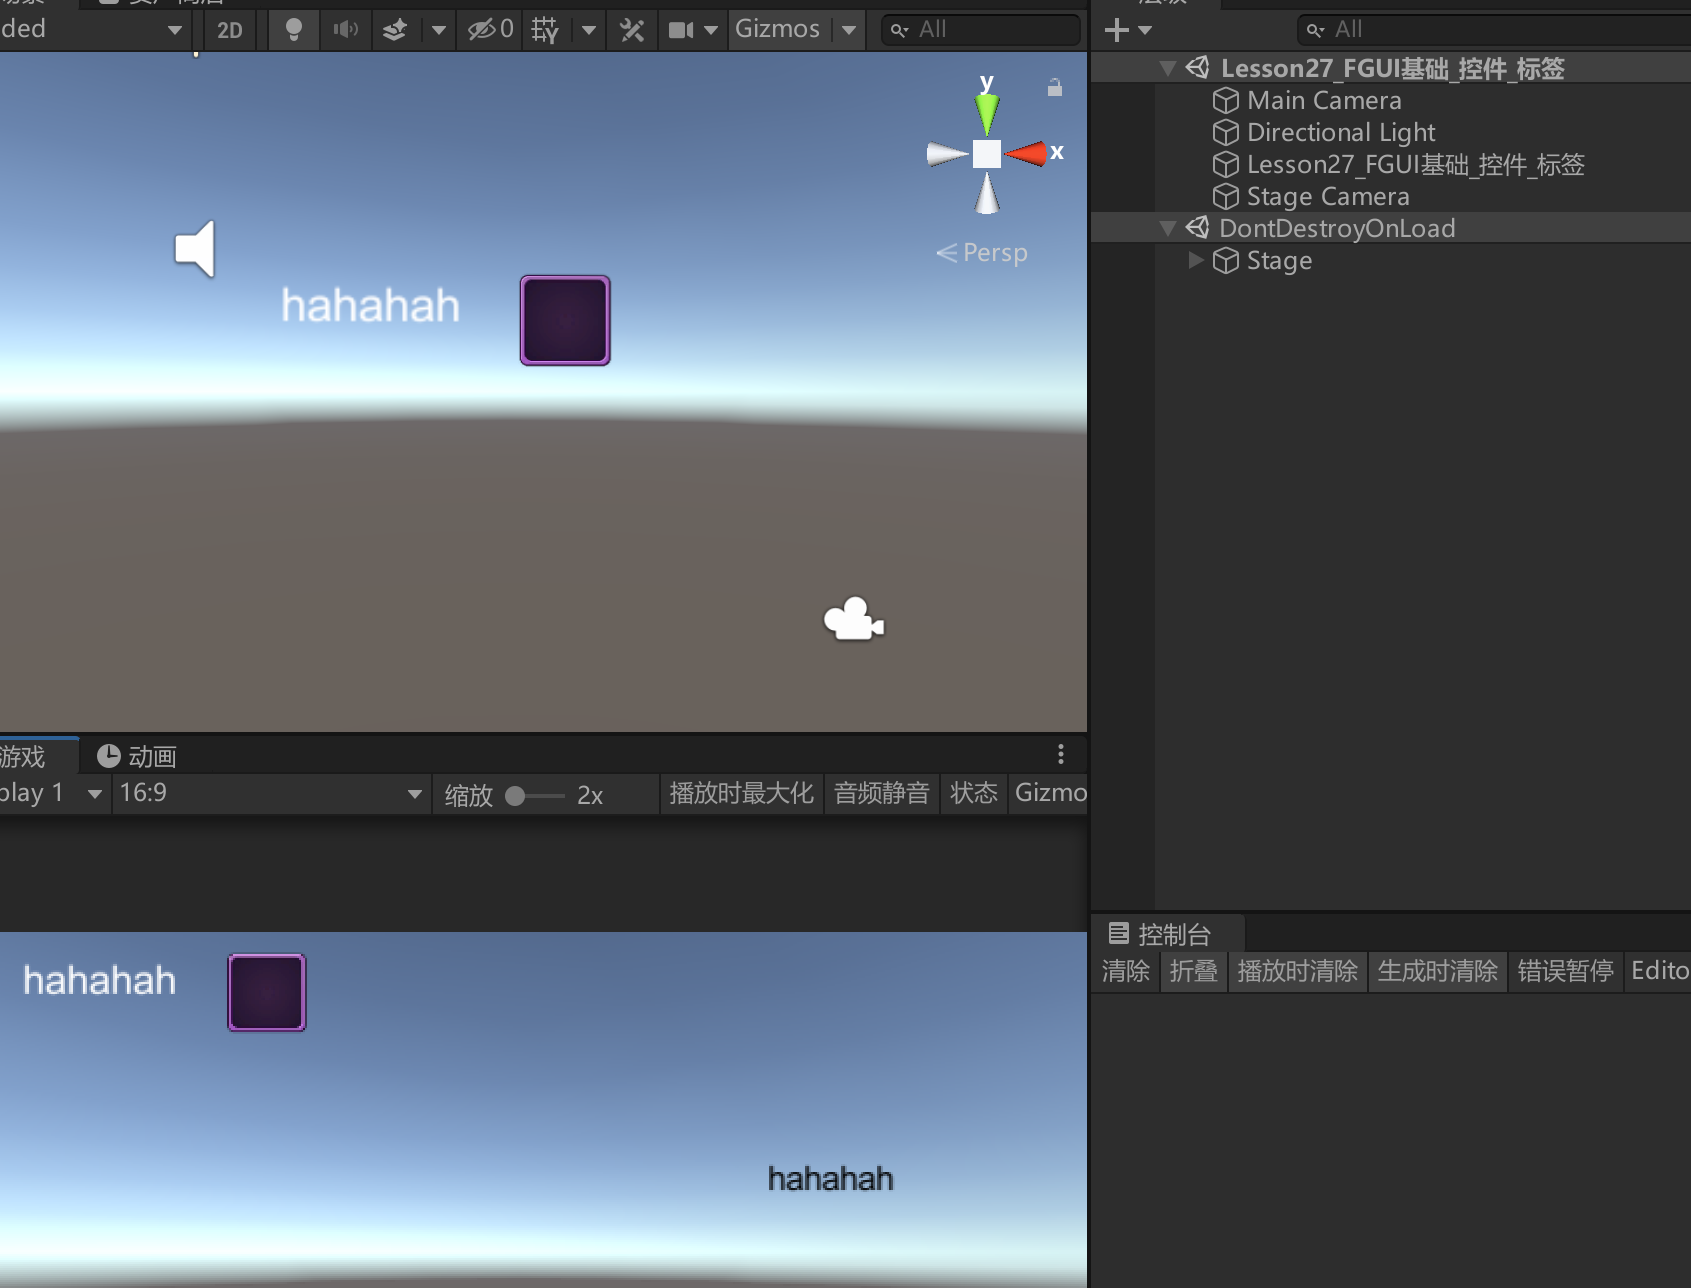 ded
2D
0
Gizmos
All
y
x
Persp
hahahah
All
Lesson27_FGUI基础_控件_标签
Main Camera
Directional Light
Lesson27_FGUI基础_控件_标签
Stage Camera
DontDestroyOnLoad
Stage
游戏
动画
play 1
16:9
缩放
2x
播放时最大化
音频静音
状态
Gizmo
hahahah
hahahah
控制台
清除
折叠
播放时清除
生成时清除
错误暂停
Edito